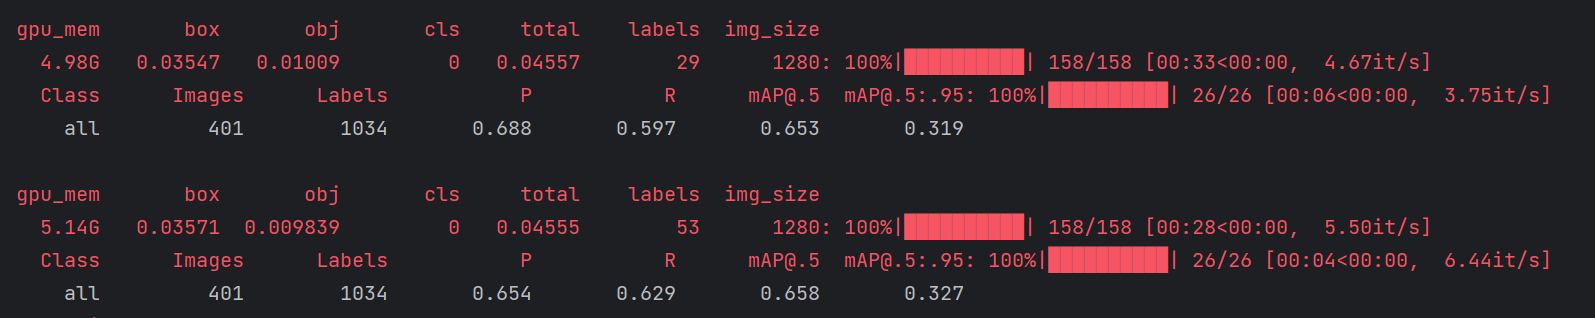 gpu_mem box obj cls total labels img_size
4.98G 0.03547 0.01009 0 0.04557 29 1280: 100%|██████████| 158/158 [00:33<00:00, 4.67it/s]
Class Images Labels P R mAP@.5 mAP@.5:.95: 100%|██████████| 26/26 [00:06<00:00, 3.75it/s]
all 401 1034 0.688 0.597 0.653 0.319
gpu_mem box obj cls total labels img_size
5.14G 0.03571 0.009839 0 0.04555 53 1280: 100%|██████████| 158/158 [00:28<00:00, 5.50it/s]
Class Images Labels P R mAP@.5 mAP@.5:.95: 100%|██████████| 26/26 [00:04<00:00, 6.44it/s]
all 401 1034 0.654 0.629 0.658 0.327